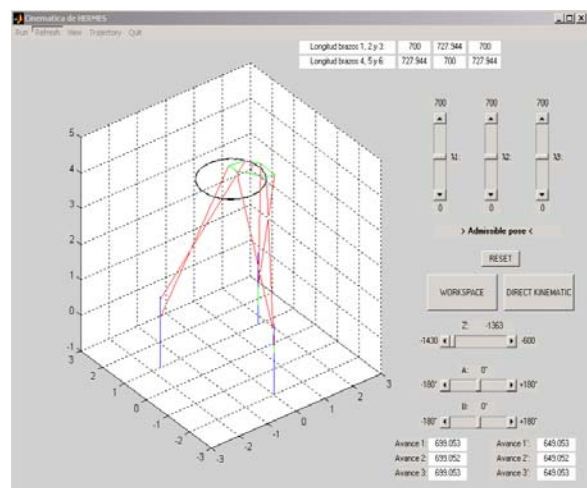 Cinematica de HERMES
Run Refresh View Trajectory Quit
Longitud brazos 1, 2 y 3: 700 727.944 700
Longitud brazos 4, 5 y 6: 727.944 700 727.944
700 700 700
λ1: λ2: λ3:
0 0 0
> Admissible pose <
RESET
WORKSPACE DIRECT KINEMATIC
Z: -1363
-1430 -600
A: 0°
-180° +180°
B: 0°
-180° +180°
Avance 1: 699.053 Avance 1': 649.053
Avance 2: 699.052 Avance 2': 649.052
Avance 3: 699.053 Avance 3': 649.053
5
4
3
2
1
0
-1
3 2 1 0 -1 -2 -3
-3 -2 -1 0 1 2 3